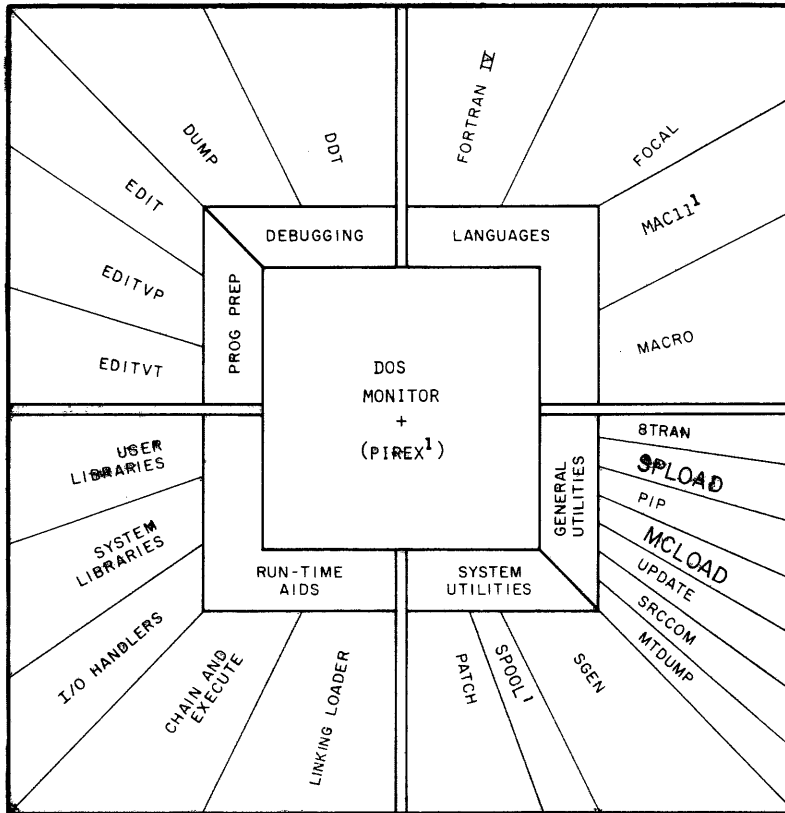 FORTRAN IV
DUMP
DDT
FOCAL
EDIT
MAC11¹
DEBUGGING
LANGUAGES
EDITVP
PROG PREP
MACRO
EDITVT
DOS
MONITOR
+
(PIREX¹)
USER
LIBRARIES
8TRAN
SPLOAD
PIP
GENERAL
UTILITIES
SYSTEM
LIBRARIES
MCLOAD
UPDATE
SRCCOM
MTDUMP
RUN-TIME
AIDS
SYSTEM
UTILITIES
I/O HANDLERS
CHAIN AND
EXECUTE
LINKING LOADER
PATCH
SPOOL¹
SGEN